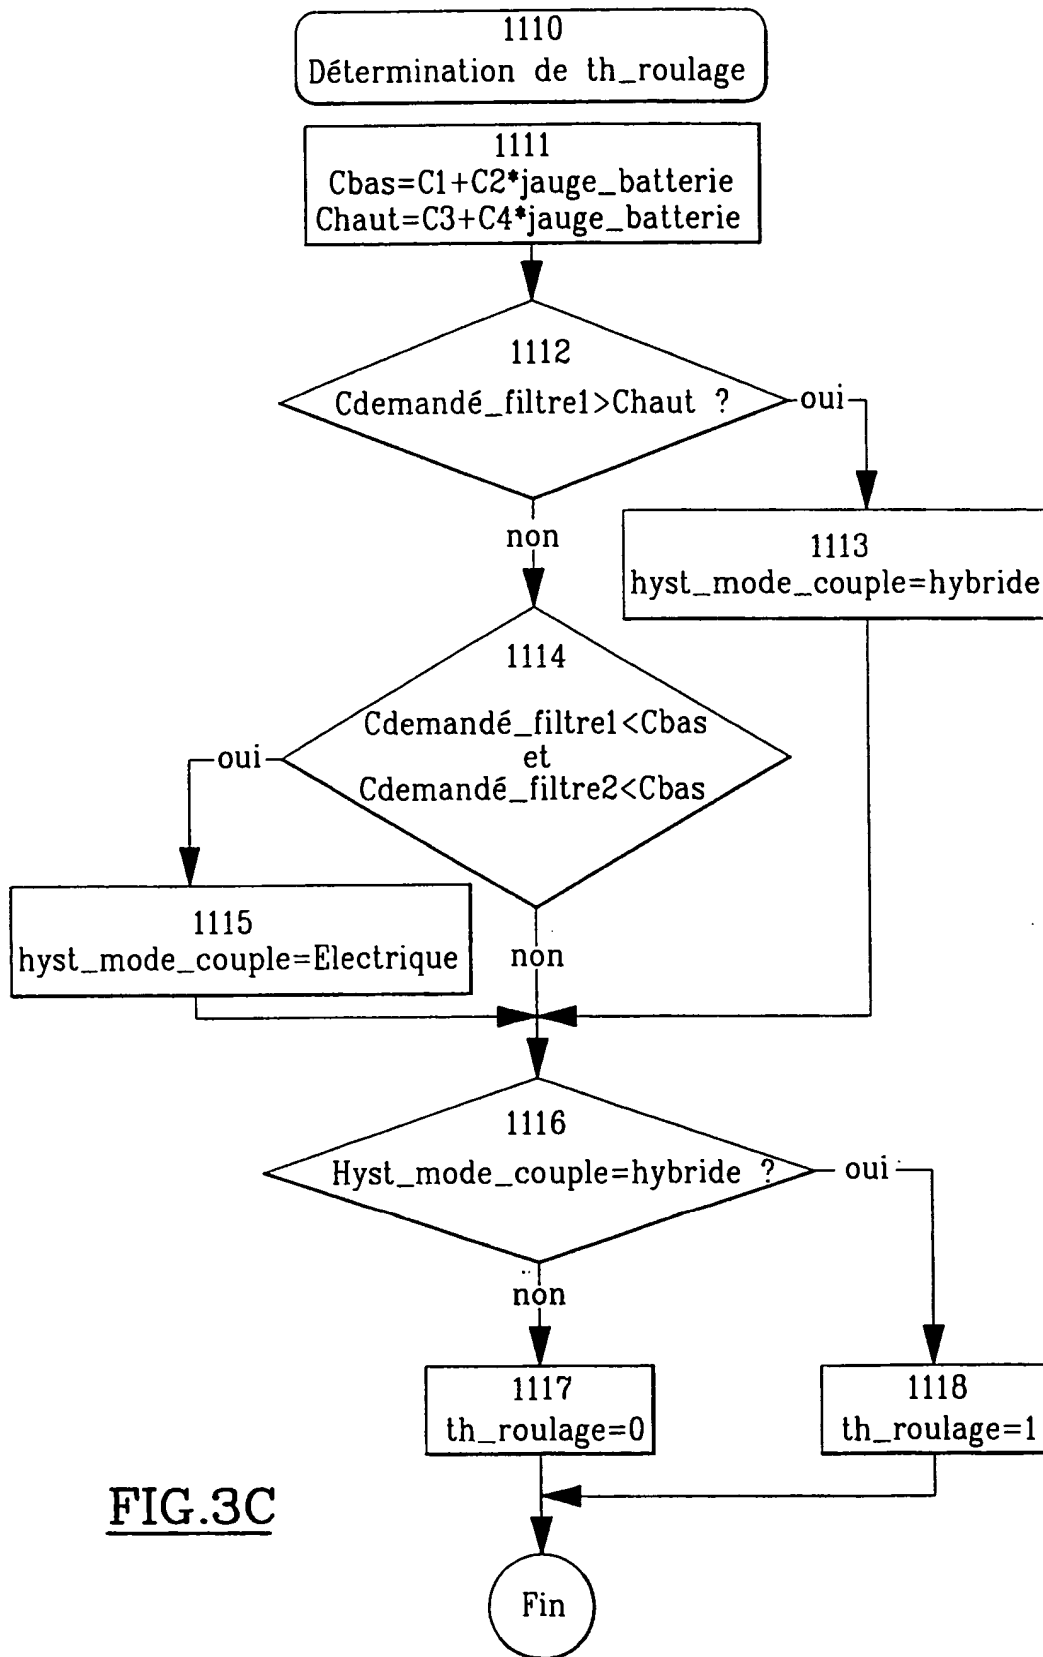 1110
Détermination de th_roulage
1111
Cbas=C1+C2*jauge_batterie
Chaut=C3+C4*jauge_batterie
1112
Cdemandé_filtre1>Chaut ?
oui
non
1113
hyst_mode_couple=hybride
1114
Cdemandé_filtre1<Cbas
et
Cdemandé_filtre2<Cbas
oui
1115
hyst_mode_couple=Electrique
non
1116
Hyst_mode_couple=hybride ?
oui
non
1117
th_roulage=0
1118
th_roulage=1
FIG.3C
Fin